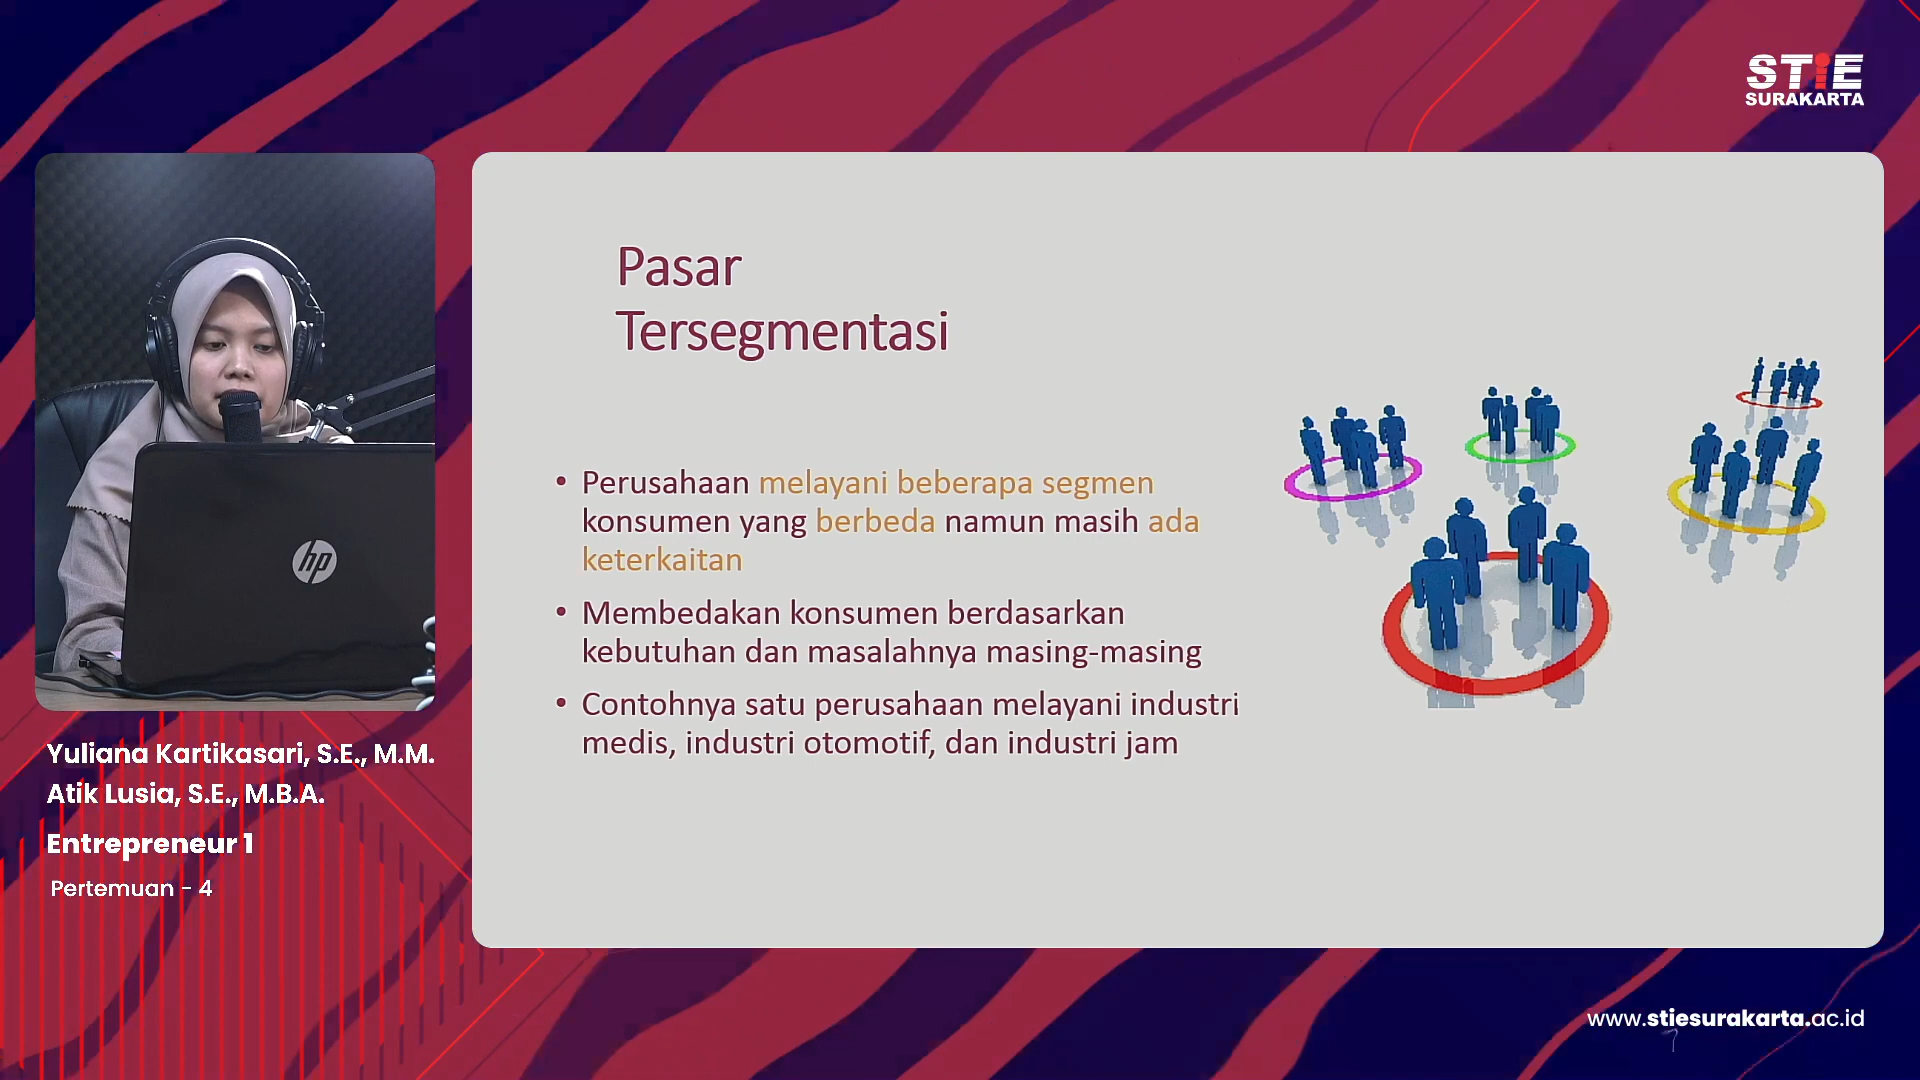 STiE
SURAKARTA
Pasar
Tersegmentasi
• Perusahaan melayani beberapa segmen
konsumen yang berbeda namun masih ada
keterkaitan
• Membedakan konsumen berdasarkan
kebutuhan dan masalahnya masing-masing
• Contohnya satu perusahaan melayani industri
medis, industri otomotif, dan industri jam
hp
Yuliana Kartikasari, S.E., M.M.
Atik Lusia, S.E., M.B.A.
Entrepreneur 1
Pertemuan - 4
www.stiesurakarta.ac.id